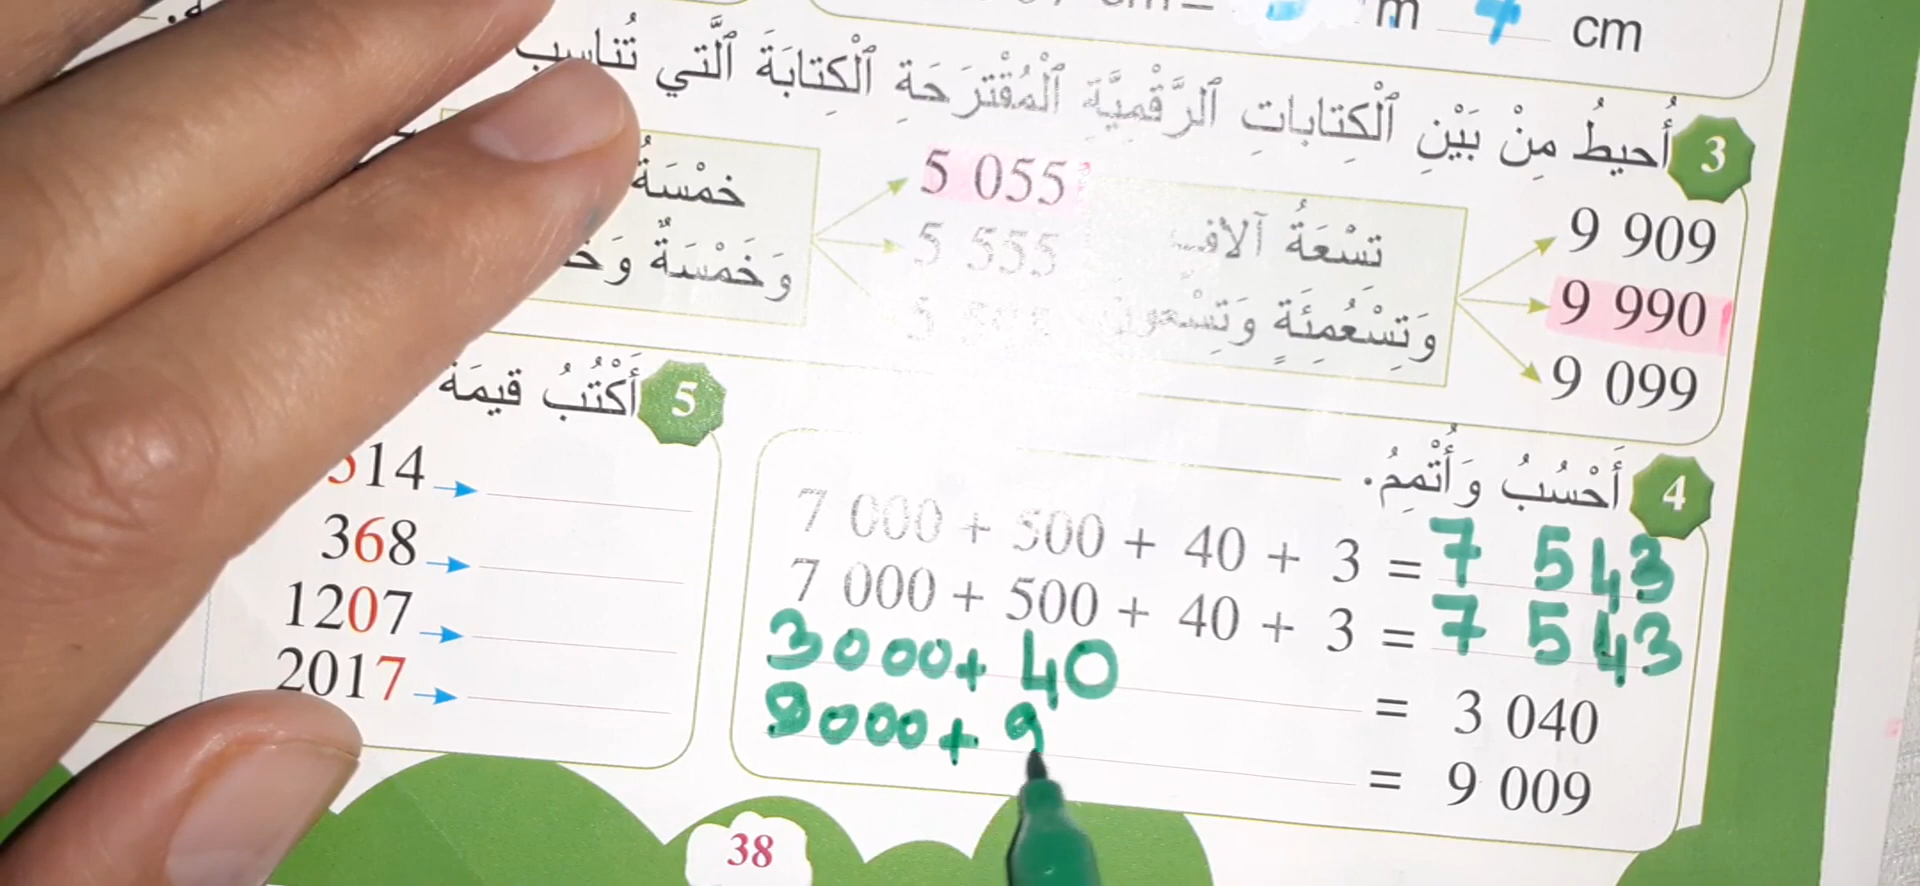 m 4 cm
3 أُحيطُ مِنْ بَيْنِ ٱلْكِتاباتِ ٱلرَّقْمِيَّةِ ٱلْمُقْتَرَحَةِ ٱلْكِتابَةَ ٱلَّتي تُناسِب
9 909
9 990
9 099
تِسْعَةُ آلافٍ
وَتِسْعُمِئَةٍ وَتِسْعونَ
5 055
5 555
خَمْسَةُ
وَخَمْسَةٌ
4 أَحْسُبُ وَ أُتْمِمُ.
7 000 + 500 + 40 + 3 = 7 543
7 000 + 500 + 40 + 3 = 7 543
3000+ 40 = 3 040
9000+ 9 = 9 009
5 أَكْتُبُ قيمَةَ
514
368
1207
2017
38